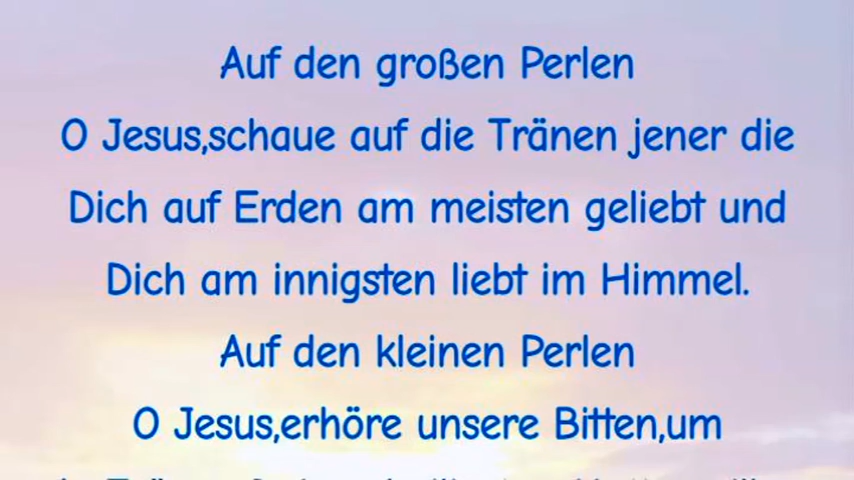 Auf den großen Perlen
O Jesus,schaue auf die Tränen jener die
Dich auf Erden am meisten geliebt und
Dich am innigsten liebt im Himmel.
Auf den kleinen Perlen
O Jesus,erhöre unsere Bitten,um